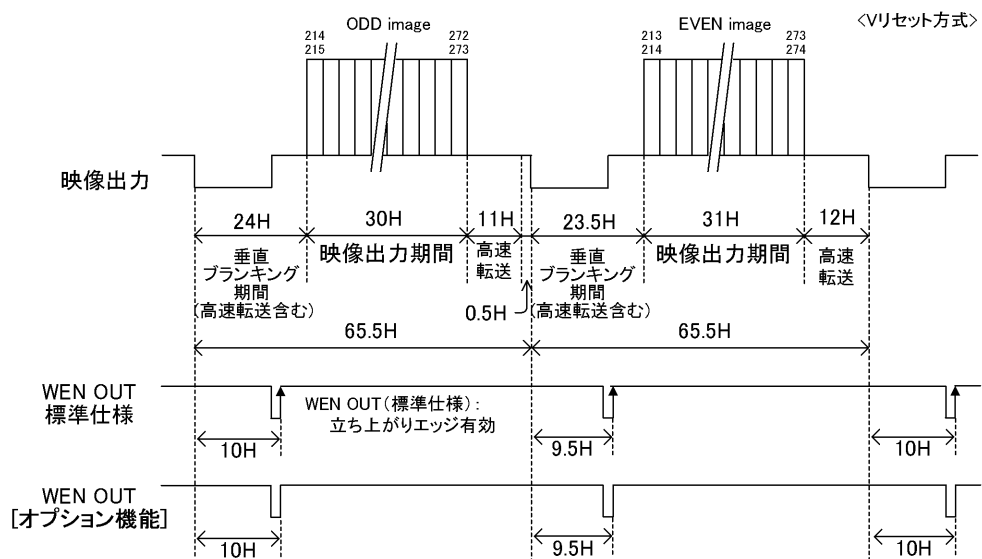 ODD image
EVEN image
〈Vリセット方式〉
214
215
272
273
213
214
273
274
映像出力
24H
30H
11H
23.5H
31H
12H
垂直
ブランキング
期間
(高速転送含む)
映像出力期間
高速
転送
垂直
ブランキング
期間
(高速転送含む)
映像出力期間
高速
転送
0.5H
65.5H
65.5H
WEN OUT
標準仕様
WEN OUT(標準仕様):
立ち上がりエッジ有効
10H
9.5H
10H
WEN OUT
[オプション機能]
10H
9.5H
10H